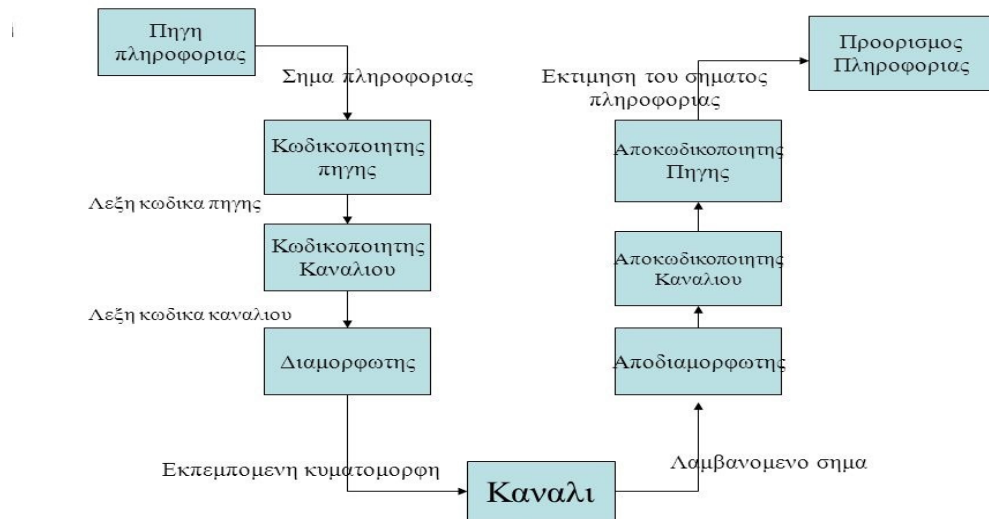 Πηγη
πληροφοριας
Σημα πληροφοριας
Κωδικοποιητης
πηγης
Λεξη κωδικα πηγης
Κωδικοποιητης
Καναλιου
Λεξη κωδικα καναλιου
Διαμορφωτης
Εκπεμπομενη κυματομορφη
Καναλι
Λαμβανομενο σημα
Αποδιαμορφωτης
Αποκωδικοποιητης
Καναλιου
Αποκωδικοποιητης
Πηγης
Εκτιμηση του σηματος
πληροφοριας
Προορισμος
Πληροφοριας